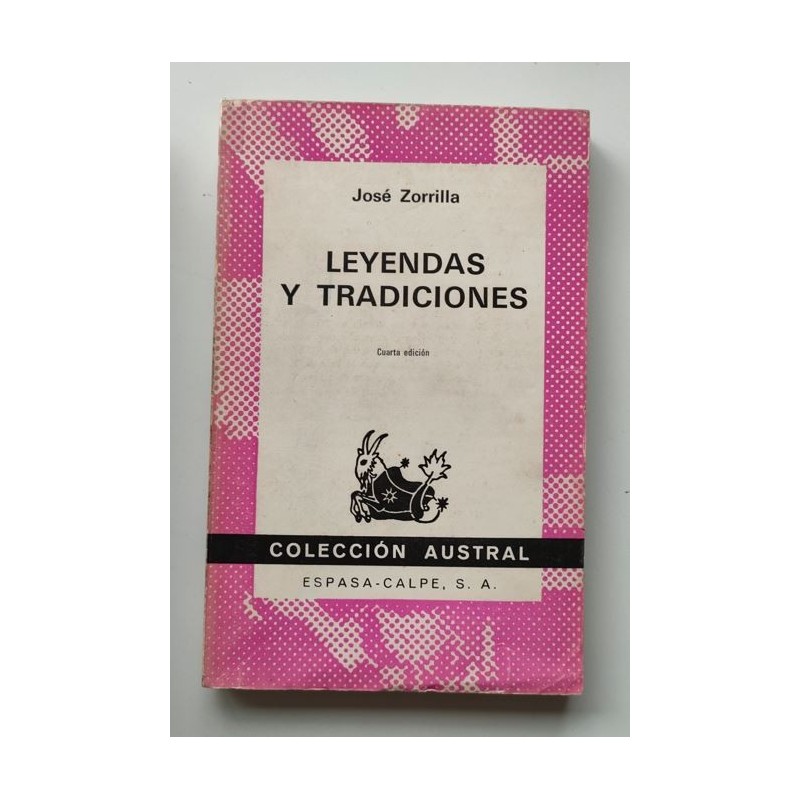 José Zorrilla
LEYENDAS
Y TRADICIONES
Cuarta edición
COLECCIÓN AUSTRAL
ESPASA-CALPE, S. A.